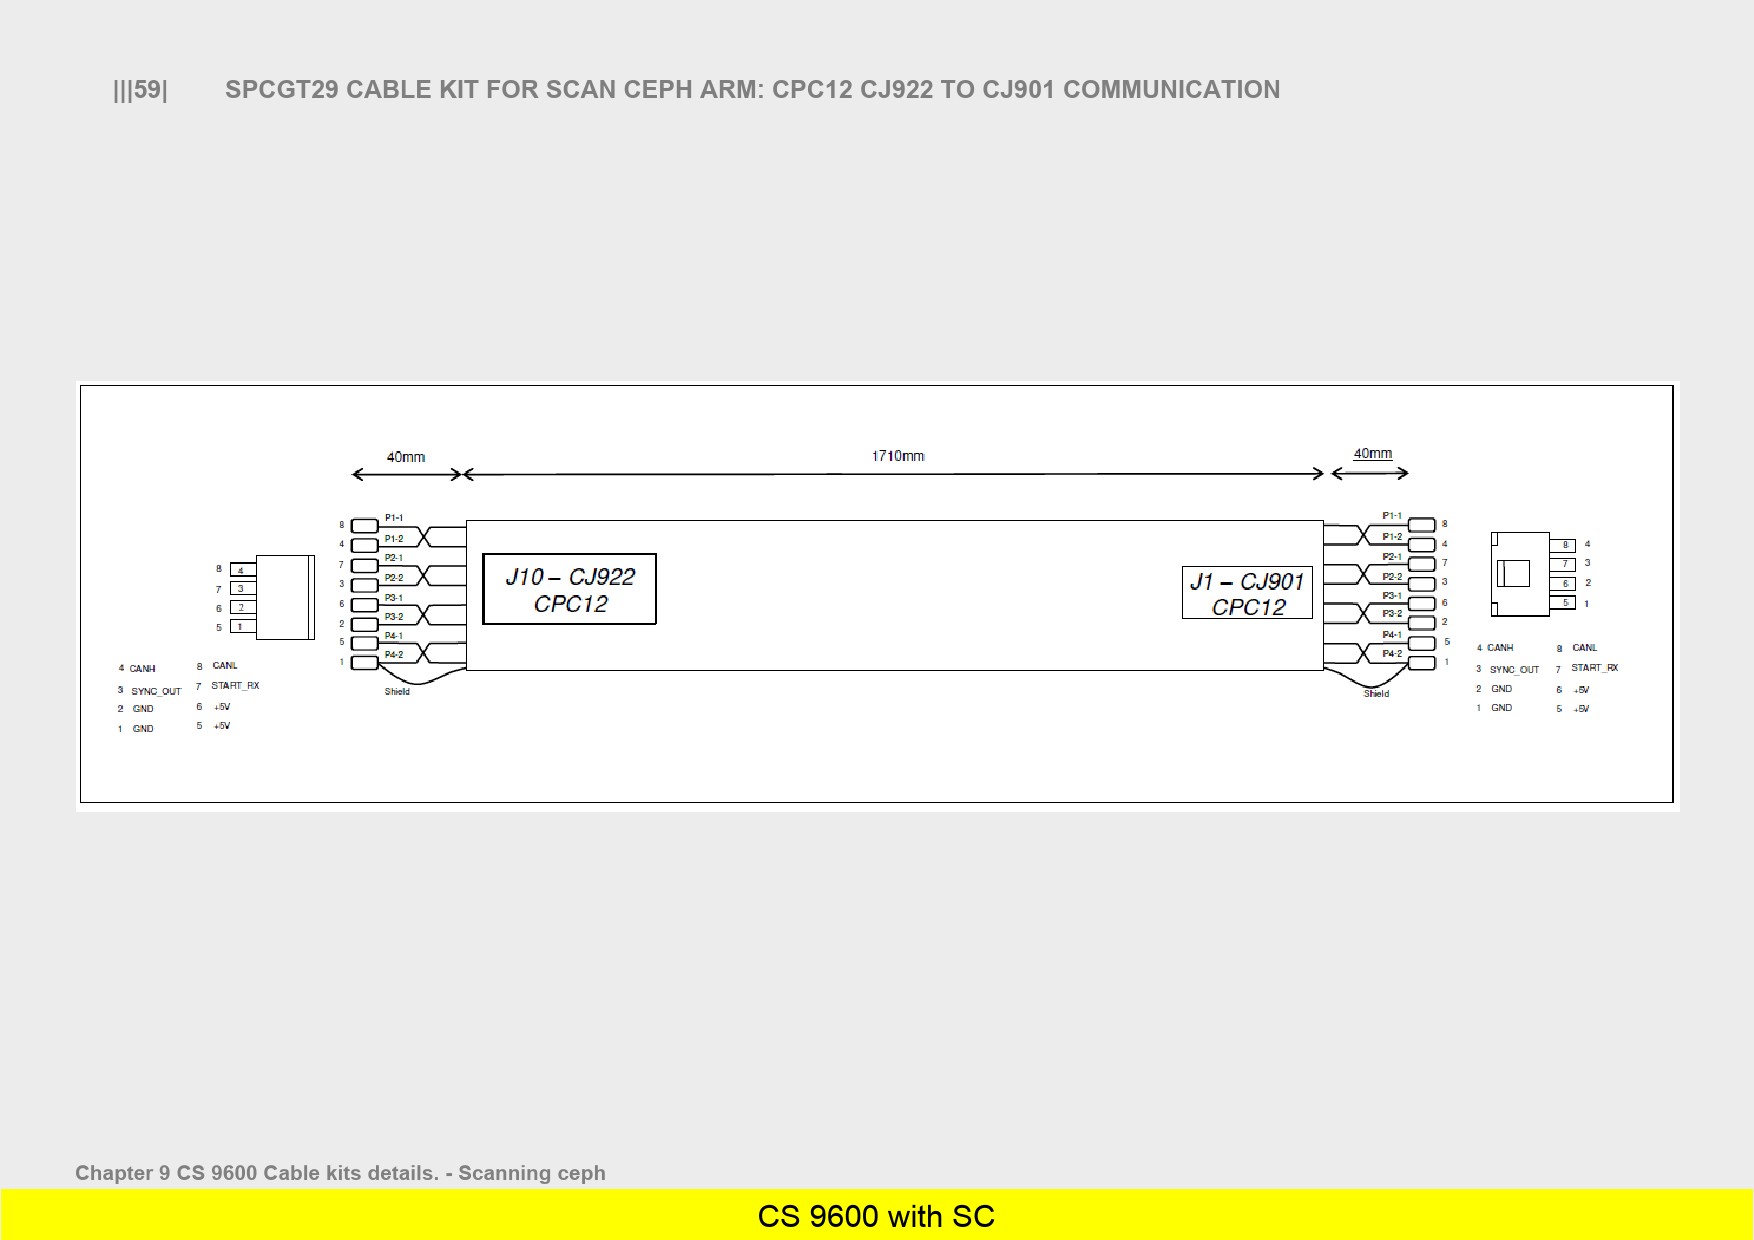 |||59| SPCGT29 CABLE KIT FOR SCAN CEPH ARM: CPC12 CJ922 TO CJ901 COMMUNICATION
40mm 1710mm 40mm
8 P1-1
4 P1-2
7 P2-1
3 P2-2
6 P3-1
2 P3-2
5 P4-1
1 P4-2
Shield
8 4
7 3
6 2
5 1
4 CANH 8 CANL
3 SYNC_OUT 7 START_RX
2 GND 6 +5V
1 GND 5 +5V
J10 – CJ922
CPC12
J1 – CJ901
CPC12
P1-1 8
P1-2 4
P2-1 7
P2-2 3
P3-1 6
P3-2 2
P4-1 5
P4-2 1
Shield
8 4
7 3
6 2
5 1
4 CANH 8 CANL
3 SYNC_OUT 7 START_RX
2 GND 6 +5V
1 GND 5 +5V
Chapter 9 CS 9600 Cable kits details. - Scanning ceph
CS 9600 with SC